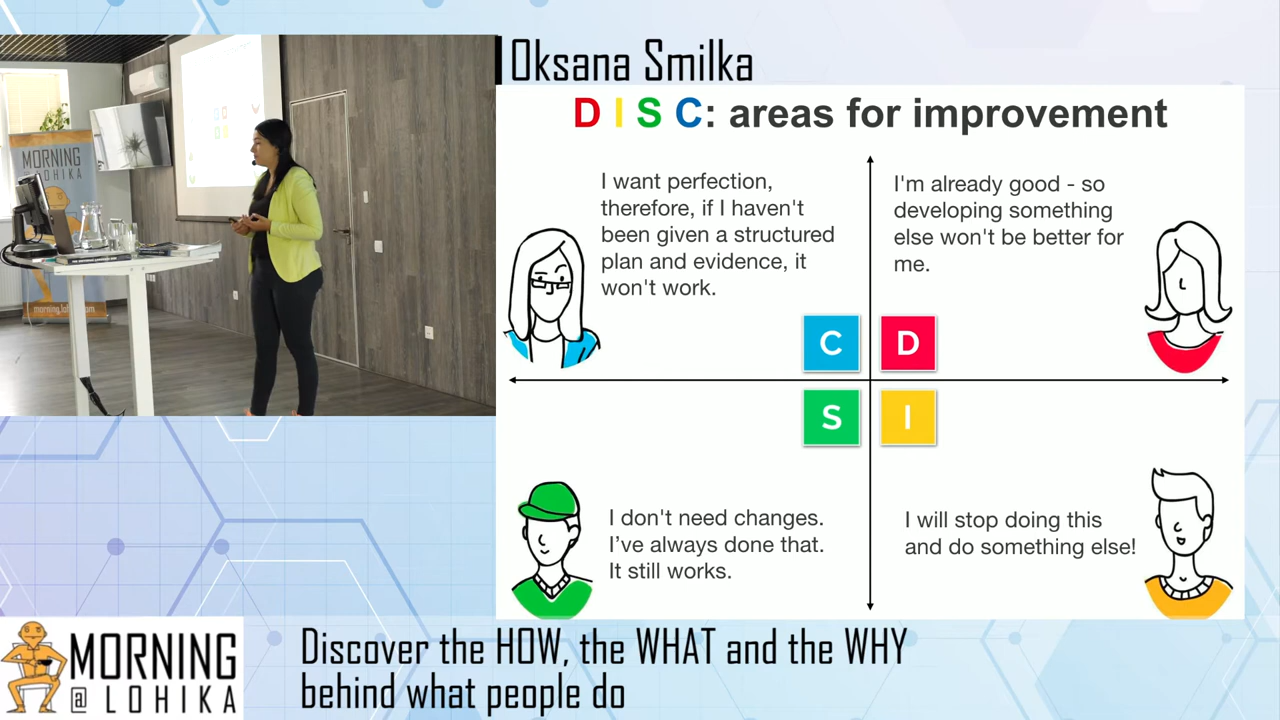 Oksana Smilka
D I S C: areas for improvement
I want perfection,
therefore, if I haven't
been given a structured
plan and evidence, it
won't work.
I'm already good - so
developing something
else won't be better for
me.
C
D
S
I
I don't need changes.
I've always done that.
It still works.
I will stop doing this
and do something else!
MORNING
@ LOHIKA
morning.lohika.com
MORNING
@ LOHIKA
Discover the HOW, the WHAT and the WHY
behind what people do